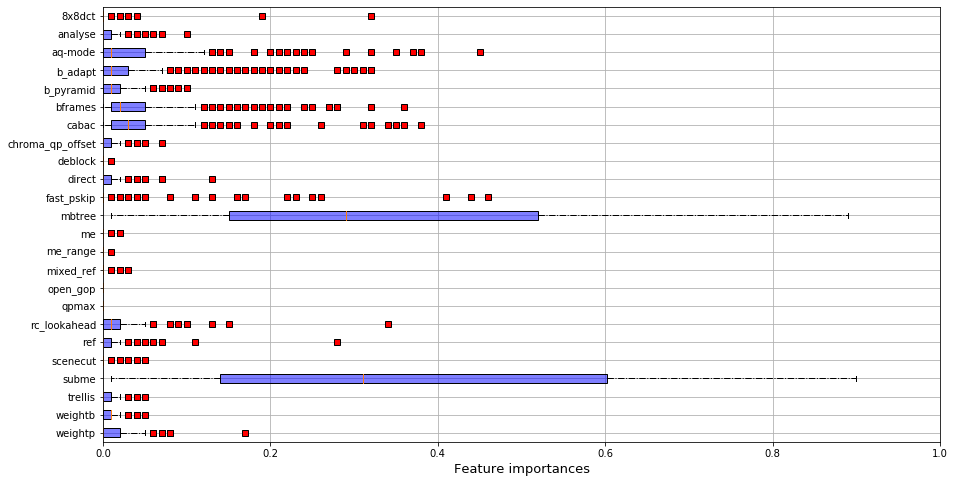 8x8dct
analyse
aq-mode
b_adapt
b_pyramid
bframes
cabac
chroma_qp_offset
deblock
direct
fast_pskip
mbtree
me
me_range
mixed_ref
open_gop
qpmax
rc_lookahead
ref
scenecut
subme
trellis
weightb
weightp
0.0 0.2 0.4 0.6 0.8 1.0
Feature importances